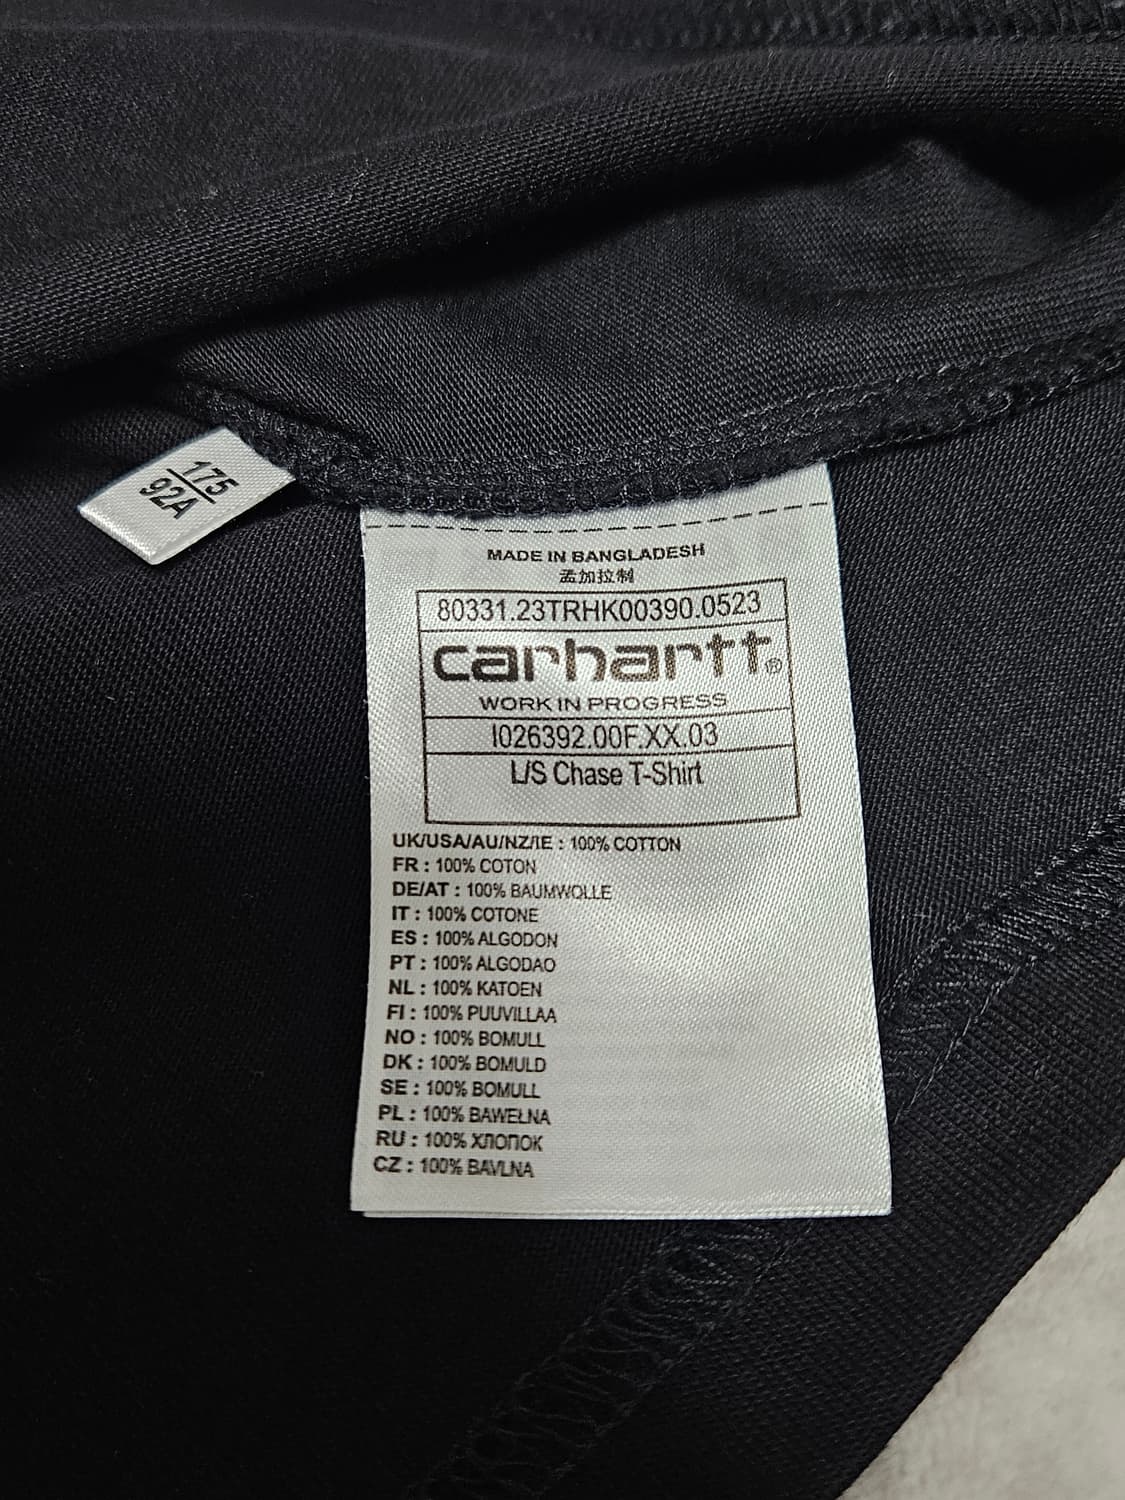 175
92A
MADE IN BANGLADESH
孟加拉制
80331.23TRHK00390.0523
carhartt®
WORK IN PROGRESS
I026392.00F.XX.03
L/S Chase T-Shirt
UK/USA/AU/NZ/IE : 100% COTTON
FR : 100% COTON
DE/AT : 100% BAUMWOLLE
IT : 100% COTONE
ES : 100% ALGODON
PT : 100% ALGODAO
NL : 100% KATOEN
FI : 100% PUUVILLAA
NO : 100% BOMULL
DK : 100% BOMULD
SE : 100% BOMULL
PL : 100% BAWEŁNA
RU : 100% ХЛОПОК
CZ : 100% BAVLNA